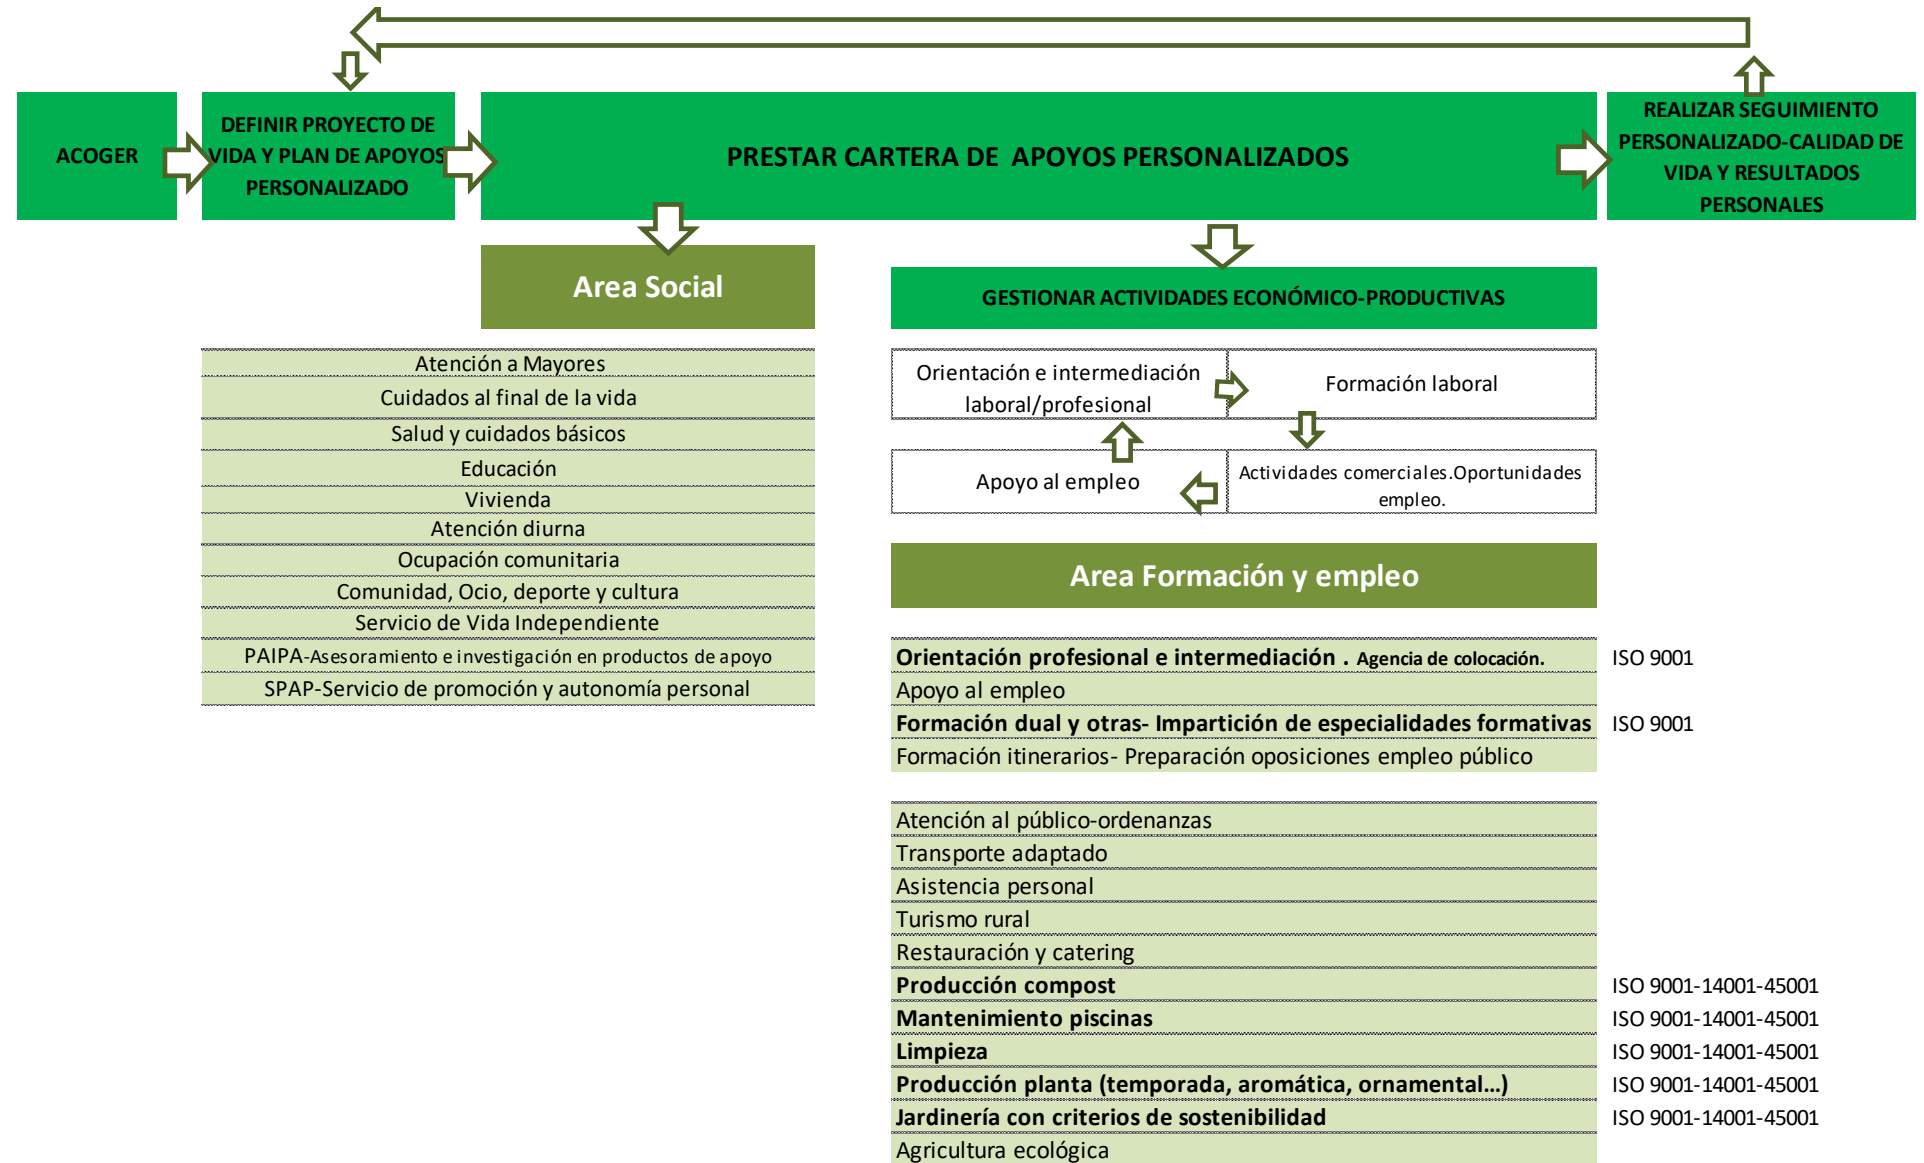 ACOGER
DEFINIR PROYECTO DE
VIDA Y PLAN DE APOYOS
PERSONALIZADO
PRESTAR CARTERA DE APOYOS PERSONALIZADOS
REALIZAR SEGUIMIENTO
PERSONALIZADO-CALIDAD DE
VIDA Y RESULTADOS
PERSONALES
Area Social
Atención a Mayores
Cuidados al final de la vida
Salud y cuidados básicos
Educación
Vivienda
Atención diurna
Ocupación comunitaria
Comunidad, Ocio, deporte y cultura
Servicio de Vida Independiente
PAIPA-Asesoramiento e investigación en productos de apoyo
SPAP-Servicio de promoción y autonomía personal
GESTIONAR ACTIVIDADES ECONÓMICO-PRODUCTIVAS
Orientación e intermediación
laboral/profesional
Formación laboral
Apoyo al empleo
Actividades comerciales.Oportunidades
empleo.
Area Formación y empleo
Orientación profesional e intermediación . Agencia de colocación. ISO 9001
Apoyo al empleo
Formación dual y otras- Impartición de especialidades formativas ISO 9001
Formación itinerarios- Preparación oposiciones empleo público
Atención al público-ordenanzas
Transporte adaptado
Asistencia personal
Turismo rural
Restauración y catering
Producción compost ISO 9001-14001-45001
Mantenimiento piscinas ISO 9001-14001-45001
Limpieza ISO 9001-14001-45001
Producción planta (temporada, aromática, ornamental...) ISO 9001-14001-45001
Jardinería con criterios de sostenibilidad ISO 9001-14001-45001
Agricultura ecológica